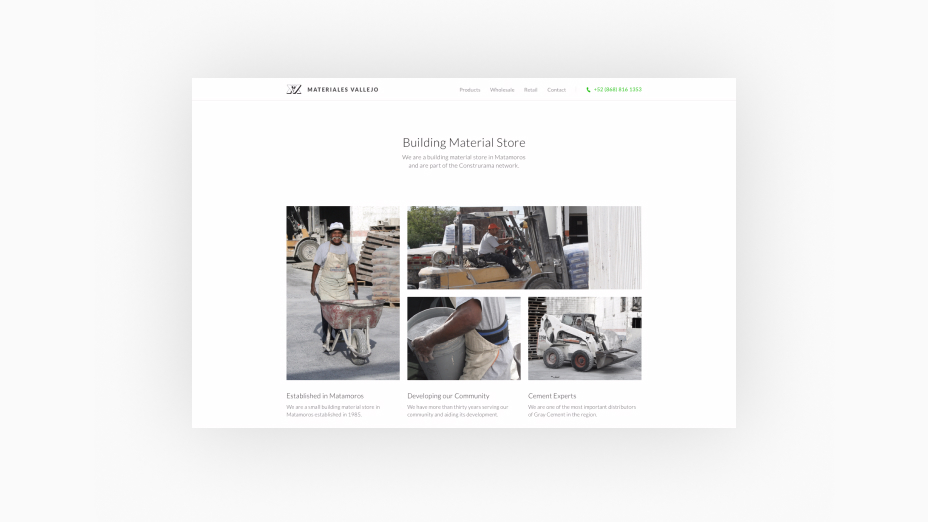 MATERIALES VALLEJO
Products Wholesale Retail Contact +52 (868) 816 1353
Building Material Store
We are a building material store in Matamoros
and are part of the Construrama network.
Established in Matamoros
We are a small building material store in
Matamoros established in 1985.
Developing our Community
We have more than thirty years serving our
community and aiding its development.
Cement Experts
We are one of the most important distributors
of Gray Cement in the region.